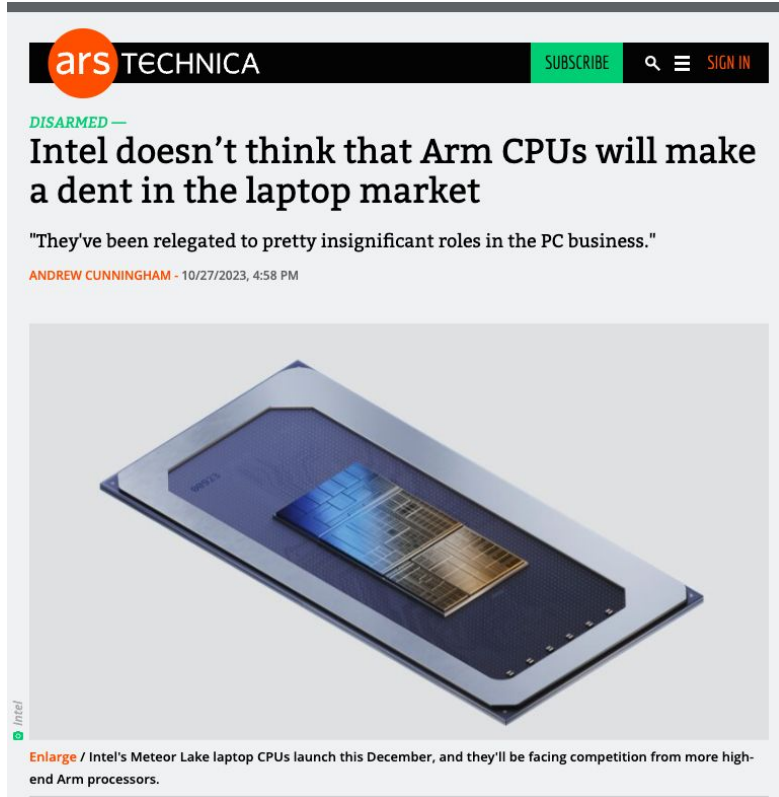 ars TECHNICA
SUBSCRIBE
SIGN IN
DISARMED —
Intel doesn’t think that Arm CPUs will make
a dent in the laptop market
"They've been relegated to pretty insignificant roles in the PC business."
ANDREW CUNNINGHAM - 10/27/2023, 4:58 PM
00923
Intel
Enlarge / Intel's Meteor Lake laptop CPUs launch this December, and they'll be facing competition from more high-
end Arm processors.